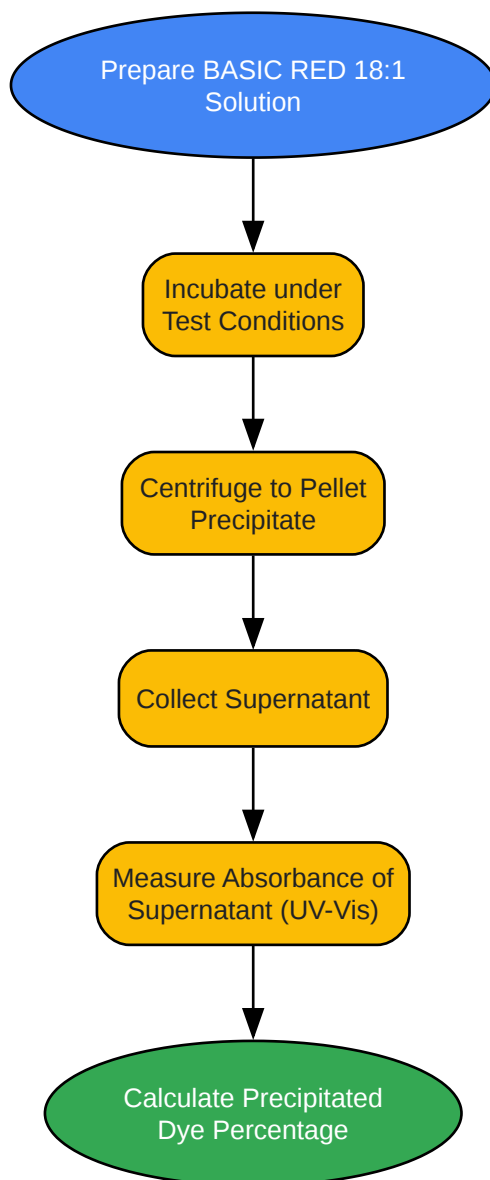 Prepare BASIC RED 18:1
Solution
Incubate under
Test Conditions
Centrifuge to Pellet
Precipitate
Collect Supernatant
Measure Absorbance of
Supernatant (UV-Vis)
Calculate Precipitated
Dye Percentage